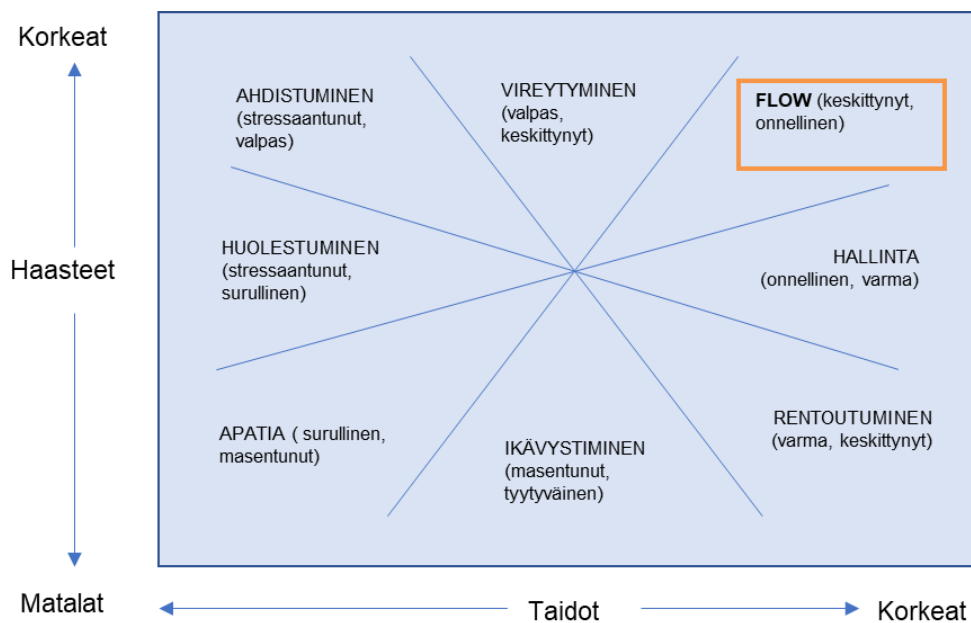 Korkeat
AHDISTUMINEN
(stressaantunut,
valpas)
VIREYTYMINEN
(valpas,
keskittynyt)
FLOW (keskittynyt,
onnellinen)
Haasteet
HUOLESTUMINEN
(stressaantunut,
surullinen)
HALLINTA
(onnellinen, varma)
APATIA ( surullinen,
masentunut)
IKÄVYSTIMINEN
(masentunut,
tyytyväinen)
RENTOUTUMINEN
(varma, keskittynyt)
Matalat
Taidot
Korkeat